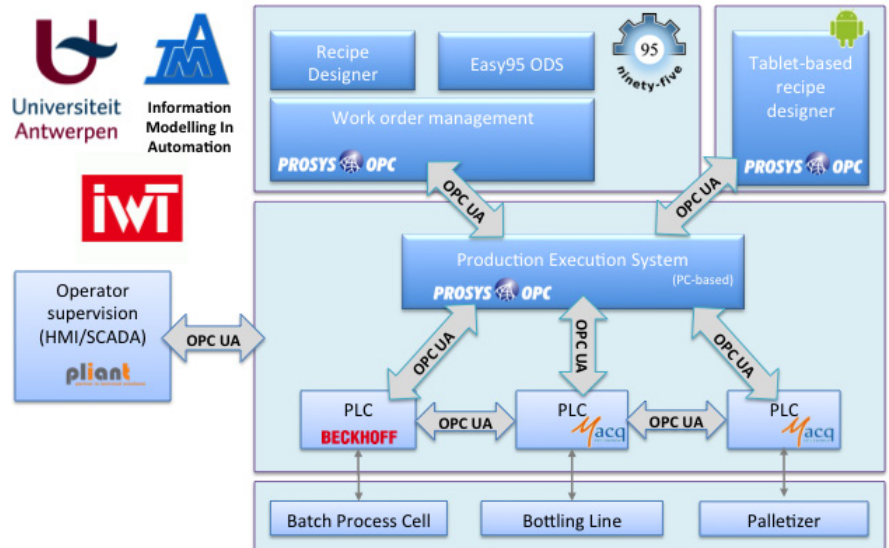 Universiteit
Antwerpen
IMA
Information
Modelling In
Automation
iWT
Recipe
Designer
Easy95 ODS
95
ninety-five
Work order management
PROSYS OPC
Tablet-based
recipe
designer
PROSYS OPC
OPC UA
OPC UA
Production Execution System
(PC-based)
PROSYS OPC
Operator
supervision
(HMI/SCADA)
pliant
OPC UA
OPC UA
OPC UA
OPC UA
PLC
BECKHOFF
OPC UA
PLC
Macq
OPC UA
PLC
Macq
Batch Process Cell
Bottling Line
Palletizer